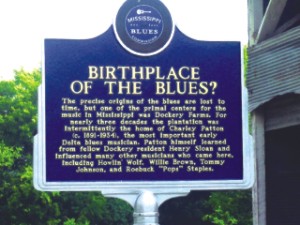 MISSISSIPPI
BLUES
COMMISSION
BIRTHPLACE
OF THE BLUES?
The precise origins of the blues are lost to
time, but one of the primal centers for the
music in Mississippi was Dockery Farms. For
nearly three decades the plantation was
intermittently the home of Charley Patton
(c. 1891-1934), the most important early
Delta blues musician. Patton himself learned
from fellow Dockery resident Henry Sloan and
influenced many other musicians who came here,
including Howlin' Wolf, Willie Brown, Tommy
Johnson, and Roebuck "Pops" Staples.